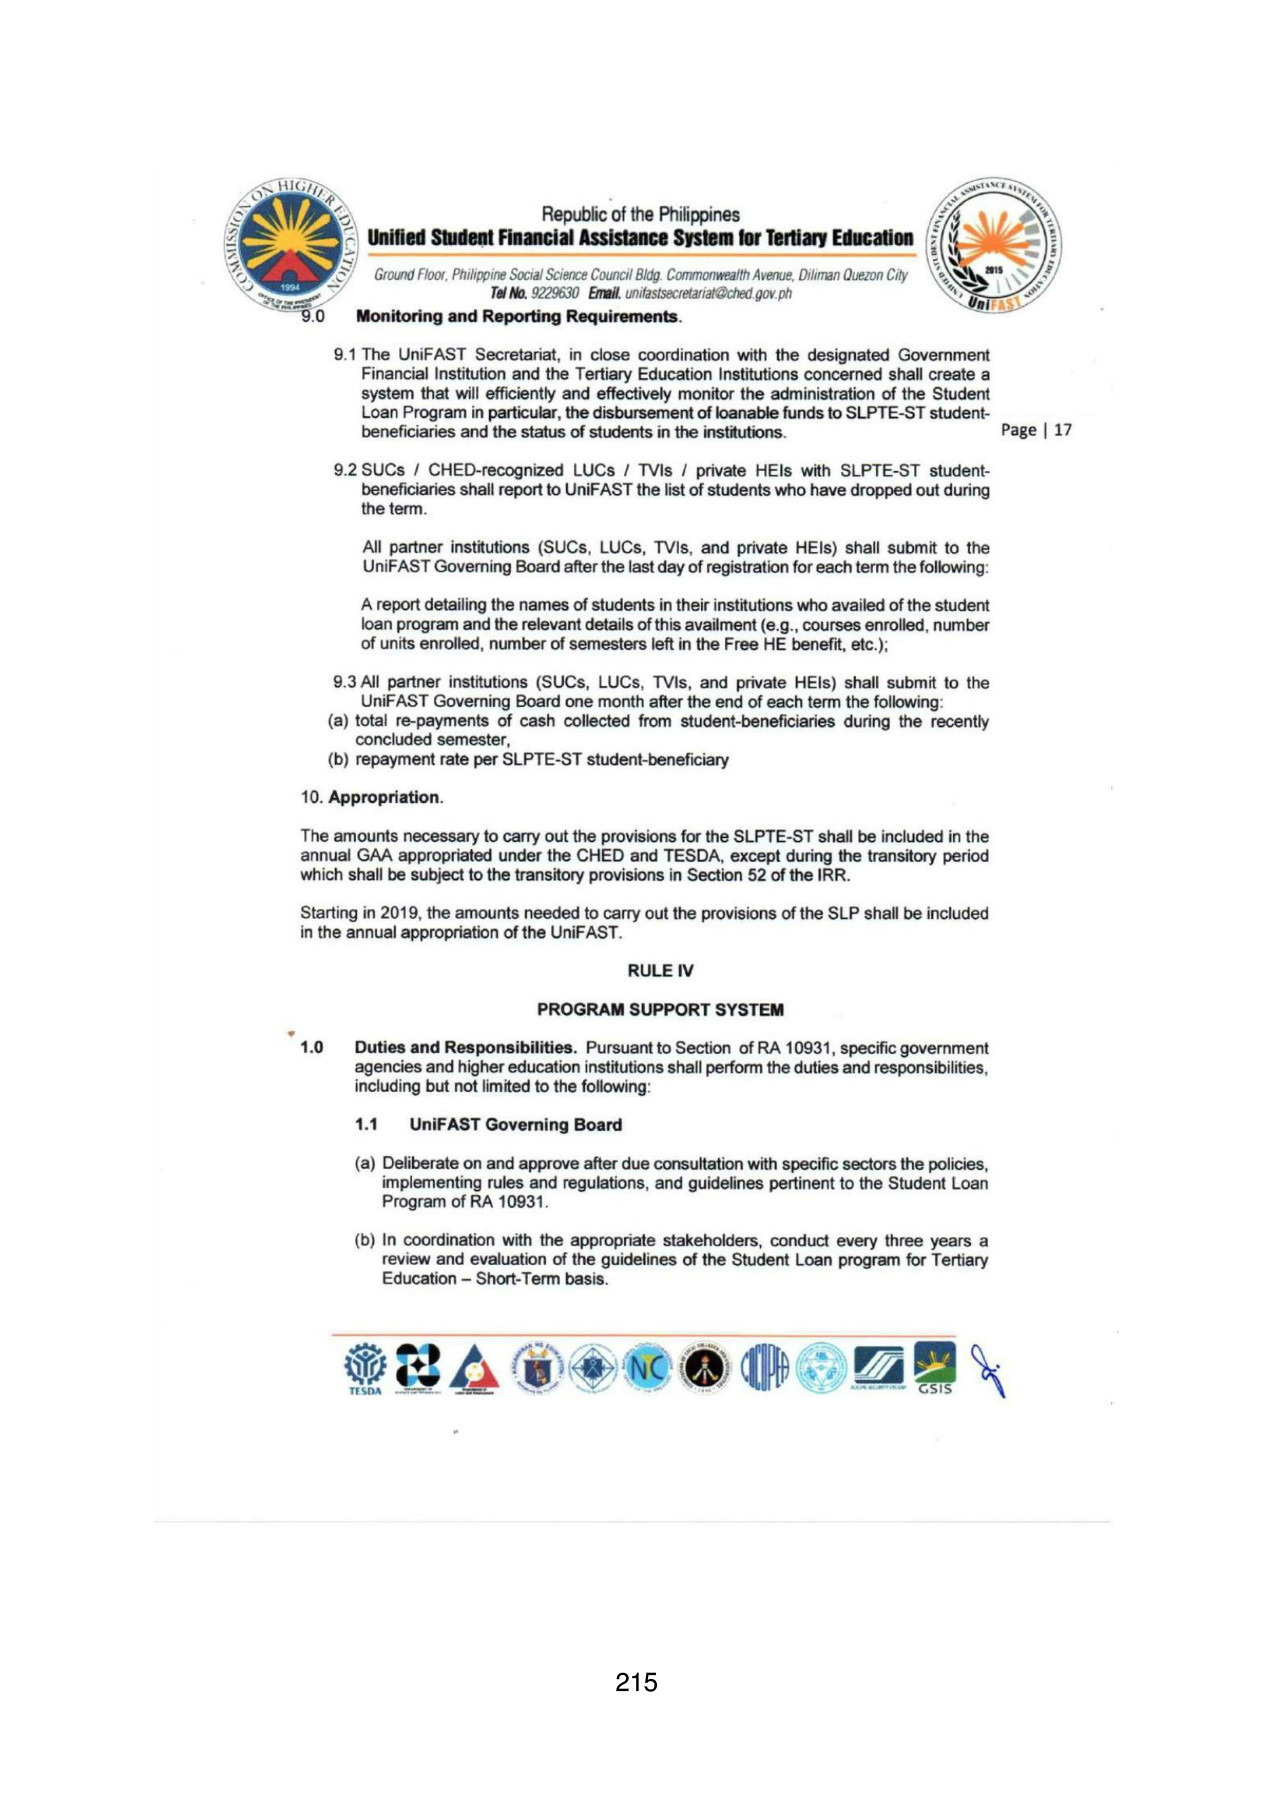 COMMISSION ON HIGHER EDUCATION
1994
OFFICE OF THE PRESIDENT
OF THE PHILIPPINES
Republic of the Philippines
Unified Student Financial Assistance System for Tertiary Education
Ground Floor, Philippine Social Science Council Bldg. Commonwealth Avenue, Diliman Quezon City
Tel No. 9229630 Email. unifastsecretariat@ched.gov.ph
UNIFIED STUDENT FINANCIAL ASSISTANCE SYSTEM FOR TERTIARY EDUCATION
2015
UniFAST
9.0 Monitoring and Reporting Requirements.
9.1 The UniFAST Secretariat, in close coordination with the designated Government
Financial Institution and the Tertiary Education Institutions concerned shall create a
system that will efficiently and effectively monitor the administration of the Student
Loan Program in particular, the disbursement of loanable funds to SLPTE-ST student-
beneficiaries and the status of students in the institutions.
Page | 17
9.2 SUCs / CHED-recognized LUCs / TVIs / private HEIs with SLPTE-ST student-
beneficiaries shall report to UniFAST the list of students who have dropped out during
the term.
All partner institutions (SUCs, LUCs, TVIs, and private HEIs) shall submit to the
UniFAST Governing Board after the last day of registration for each term the following:
A report detailing the names of students in their institutions who availed of the student
loan program and the relevant details of this availment (e.g., courses enrolled, number
of units enrolled, number of semesters left in the Free HE benefit, etc.);
9.3 All partner institutions (SUCs, LUCs, TVIs, and private HEIs) shall submit to the
UniFAST Governing Board one month after the end of each term the following:
(a) total re-payments of cash collected from student-beneficiaries during the recently
concluded semester,
(b) repayment rate per SLPTE-ST student-beneficiary
10. Appropriation.
The amounts necessary to carry out the provisions for the SLPTE-ST shall be included in the
annual GAA appropriated under the CHED and TESDA, except during the transitory period
which shall be subject to the transitory provisions in Section 52 of the IRR.
Starting in 2019, the amounts needed to carry out the provisions of the SLP shall be included
in the annual appropriation of the UniFAST.
RULE IV
PROGRAM SUPPORT SYSTEM
1.0 Duties and Responsibilities. Pursuant to Section of RA 10931, specific government
agencies and higher education institutions shall perform the duties and responsibilities,
including but not limited to the following:
1.1 UniFAST Governing Board
(a) Deliberate on and approve after due consultation with specific sectors the policies,
implementing rules and regulations, and guidelines pertinent to the Student Loan
Program of RA 10931.
(b) In coordination with the appropriate stakeholders, conduct every three years a
review and evaluation of the guidelines of the Student Loan program for Tertiary
Education – Short-Term basis.
TESDA
NC
COCOPEA
GSIS
215